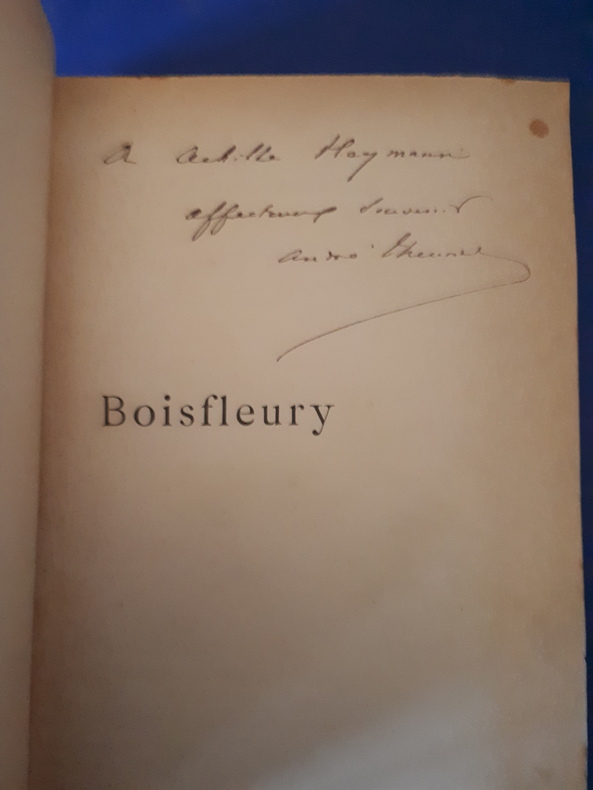 A Achille Heymann
affectueux souvenir
André Theuriet
Boisfleury